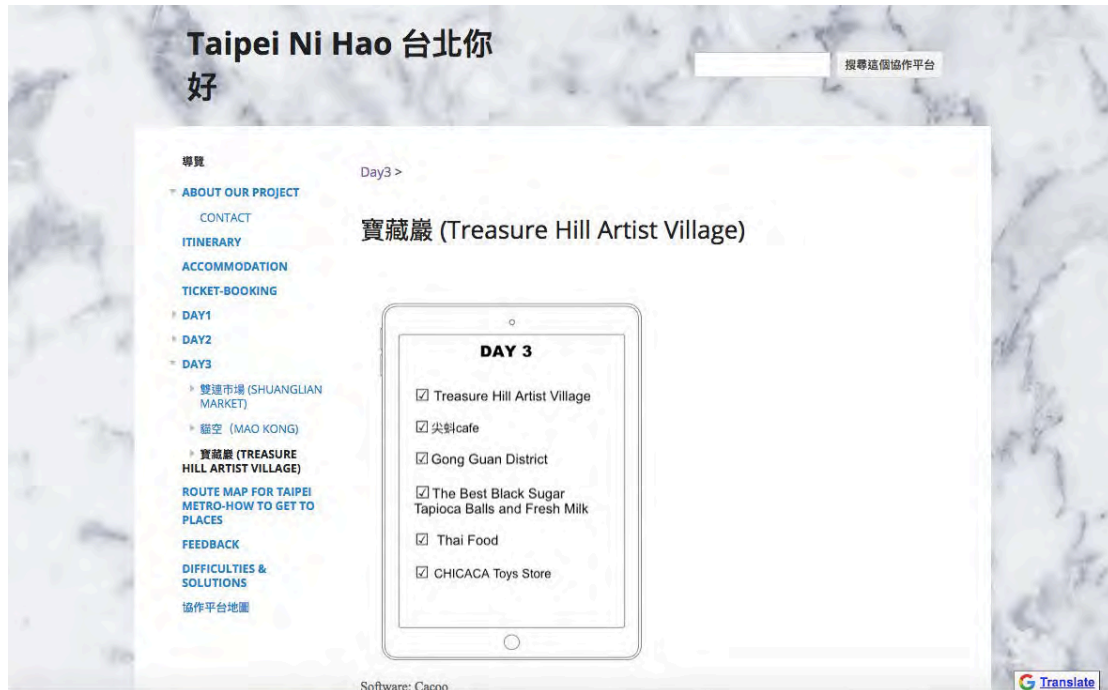 Taipei Ni Hao 台北你
好
搜尋這個協作平台
導覽
ABOUT OUR PROJECT
CONTACT
ITINERARY
ACCOMMODATION
TICKET-BOOKING
DAY1
DAY2
DAY3
雙連市場 (SHUANGLIAN
MARKET)
貓空（MAO KONG)
寶藏巖 (TREASURE
HILL ARTIST VILLAGE)
ROUTE MAP FOR TAIPEI
METRO-HOW TO GET TO
PLACES
FEEDBACK
DIFFICULTIES &
SOLUTIONS
協作平台地圖
Day3 >
寶藏巖 (Treasure Hill Artist Village)
DAY 3
☑ Treasure Hill Artist Village
☑ 尖蚪cafe
☑ Gong Guan District
☑ The Best Black Sugar
Tapioca Balls and Fresh Milk
☑ Thai Food
☑ CHICACA Toys Store
Software: Cacoo
Translate